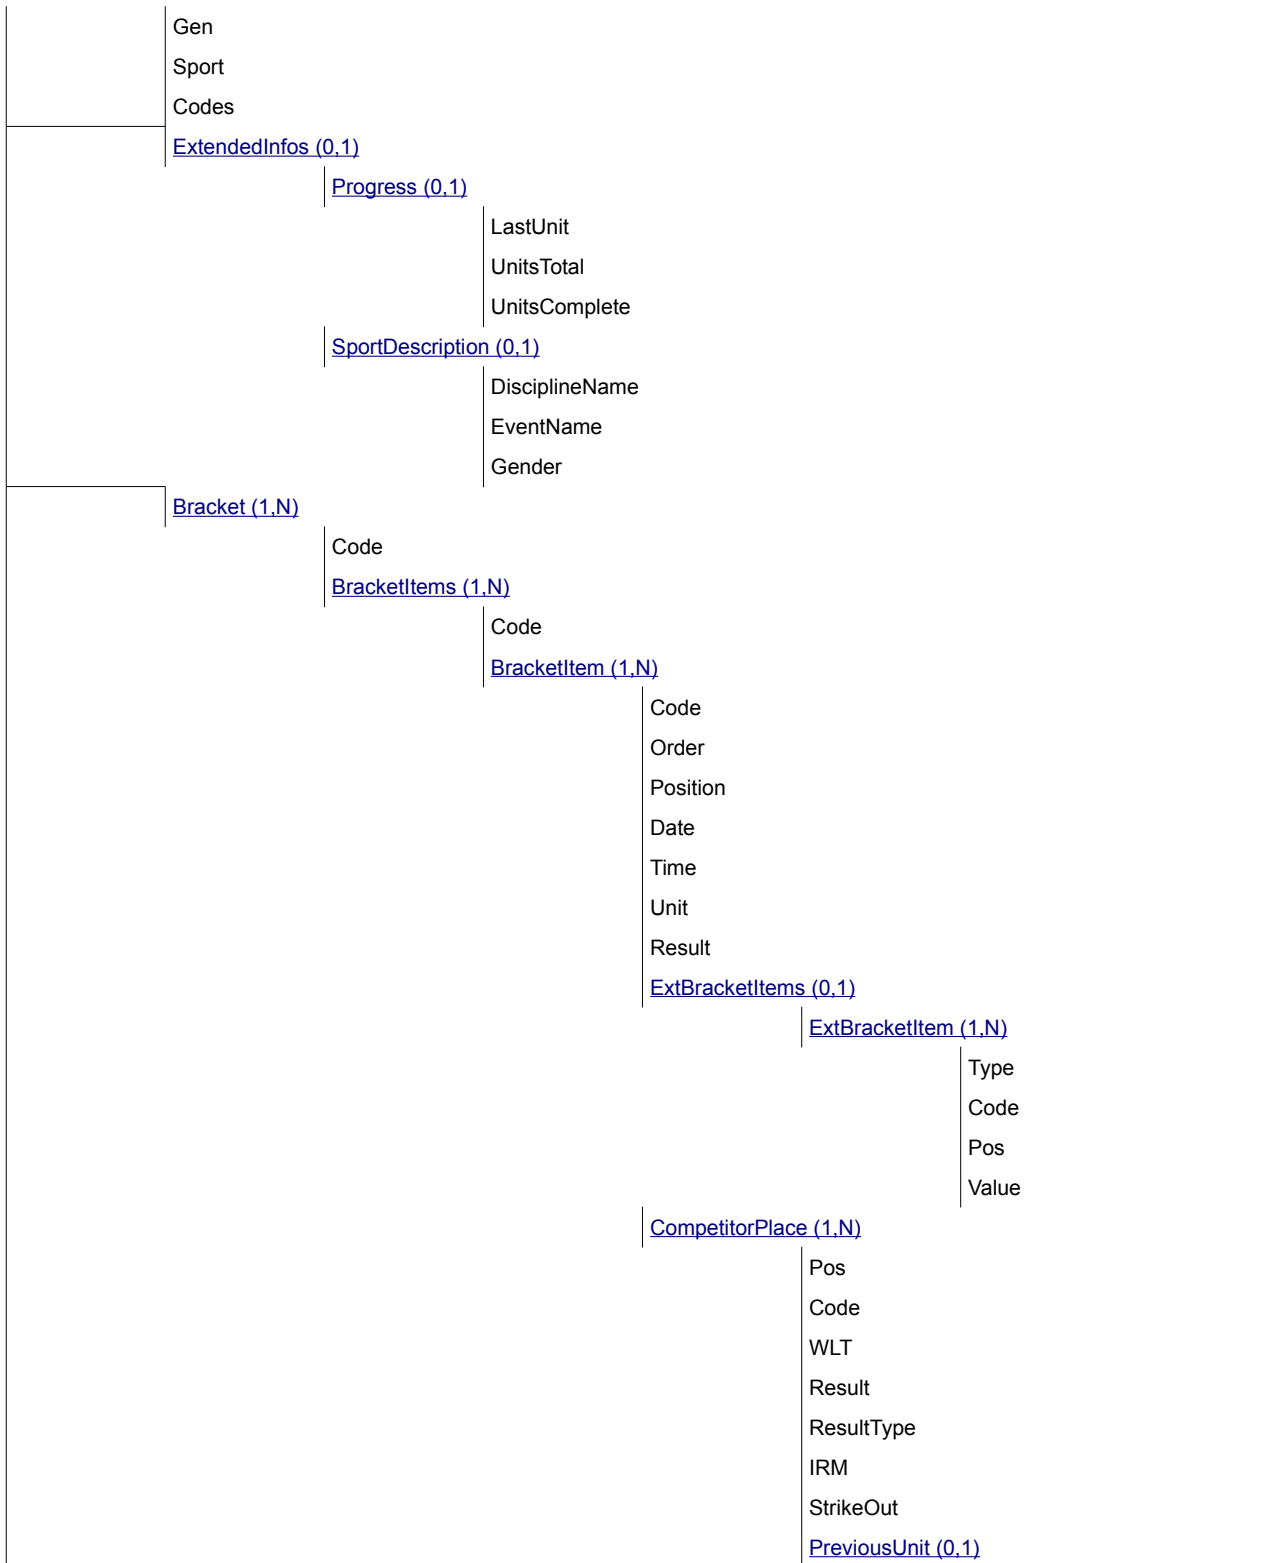 Gen
Sport
Codes
ExtendedInfos (0,1)
Progress (0,1)
LastUnit
UnitsTotal
UnitsComplete
SportDescription (0,1)
DisciplineName
EventName
Gender
Bracket (1,N)
Code
BracketItems (1,N)
Code
BracketItem (1,N)
Code
Order
Position
Date
Time
Unit
Result
ExtBracketItems (0,1)
ExtBracketItem (1,N)
Type
Code
Pos
Value
CompetitorPlace (1,N)
Pos
Code
WLT
Result
ResultType
IRM
StrikeOut
PreviousUnit (0,1)